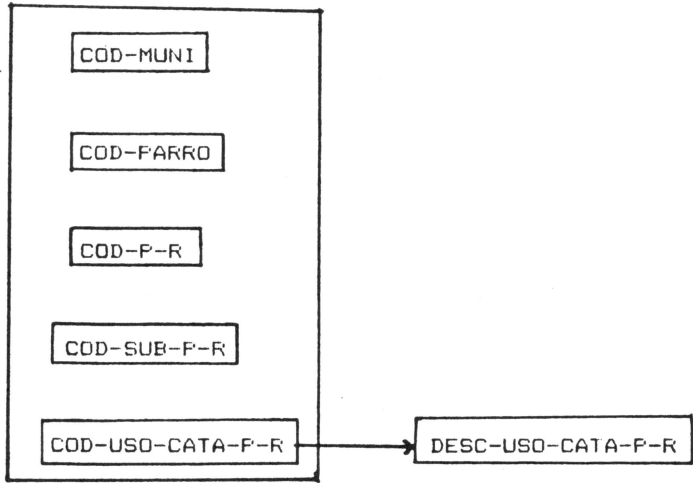 COD-MUNI
COD-PARRO
COD-P-R
COD-SUB-P-R
COD-USO-CATA-P-R
DESC-USO-CATA-P-R